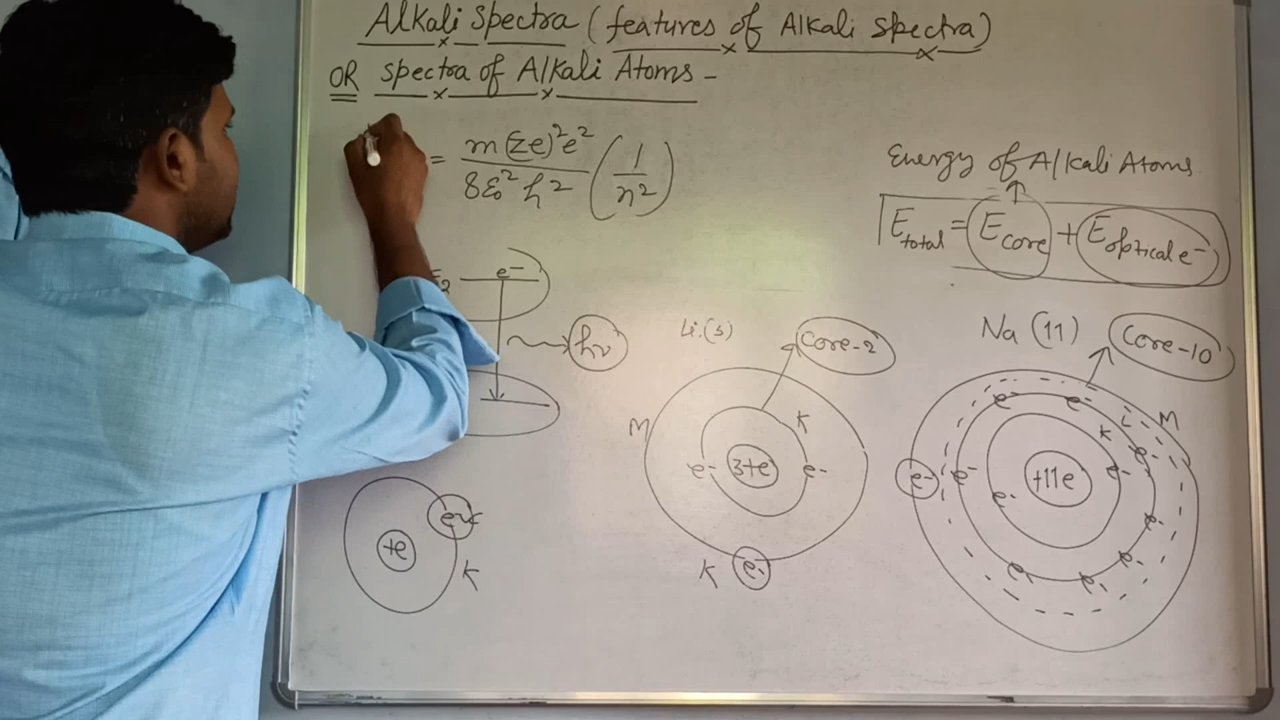 Alkali Spectra (features of Alkali Spectra)
OR spectra of Alkali Atoms -
= m(ze)²e² / 8ε₀²h² (1/n²)
Energy of Alkali Atoms.
E total = E core + E optical e-
e-
hν
Li(3)
core-2
M
K
3+e
e-
e-
K
e-
Na (11)
core-10
M
L
K
+11e
e-
e-
e-
e-
e-
e-
e-
e-
e-
e-
e-
+e
K